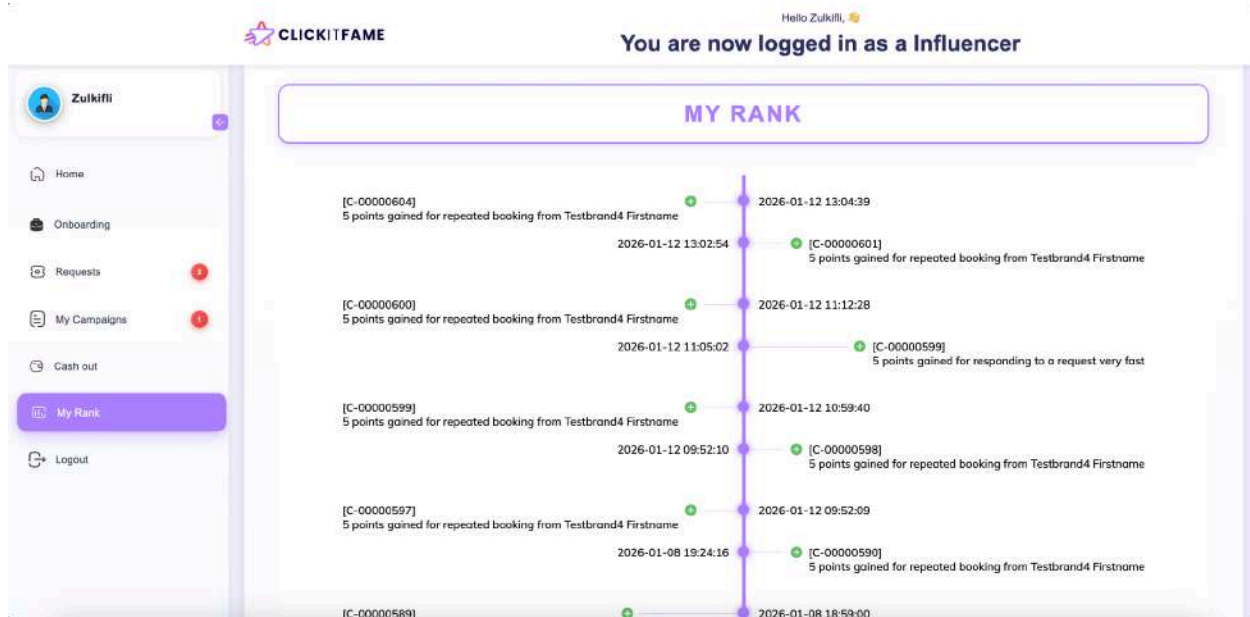 Hello Zulkifli, 👋
CLICKITFAME
You are now logged in as a Influencer
Zulkifli
Home
Onboarding
Requests
My Campaigns
1
Cash out
My Rank
Logout
MY RANK
[C-00000604]
5 points gained for repeated booking from Testbrand4 Firstname
2026-01-12 13:04:39
2026-01-12 13:02:54
[C-00000601]
5 points gained for repeated booking from Testbrand4 Firstname
[C-00000600]
5 points gained for repeated booking from Testbrand4 Firstname
2026-01-12 11:12:28
2026-01-12 11:05:02
[C-00000599]
5 points gained for responding to a request very fast
[C-00000599]
5 points gained for repeated booking from Testbrand4 Firstname
2026-01-12 10:59:40
2026-01-12 09:52:10
[C-00000598]
5 points gained for repeated booking from Testbrand4 Firstname
[C-00000597]
5 points gained for repeated booking from Testbrand4 Firstname
2026-01-12 09:52:09
2026-01-08 19:24:16
[C-00000590]
5 points gained for repeated booking from Testbrand4 Firstname
[C-00000589]
2026-01-08 18:59:00